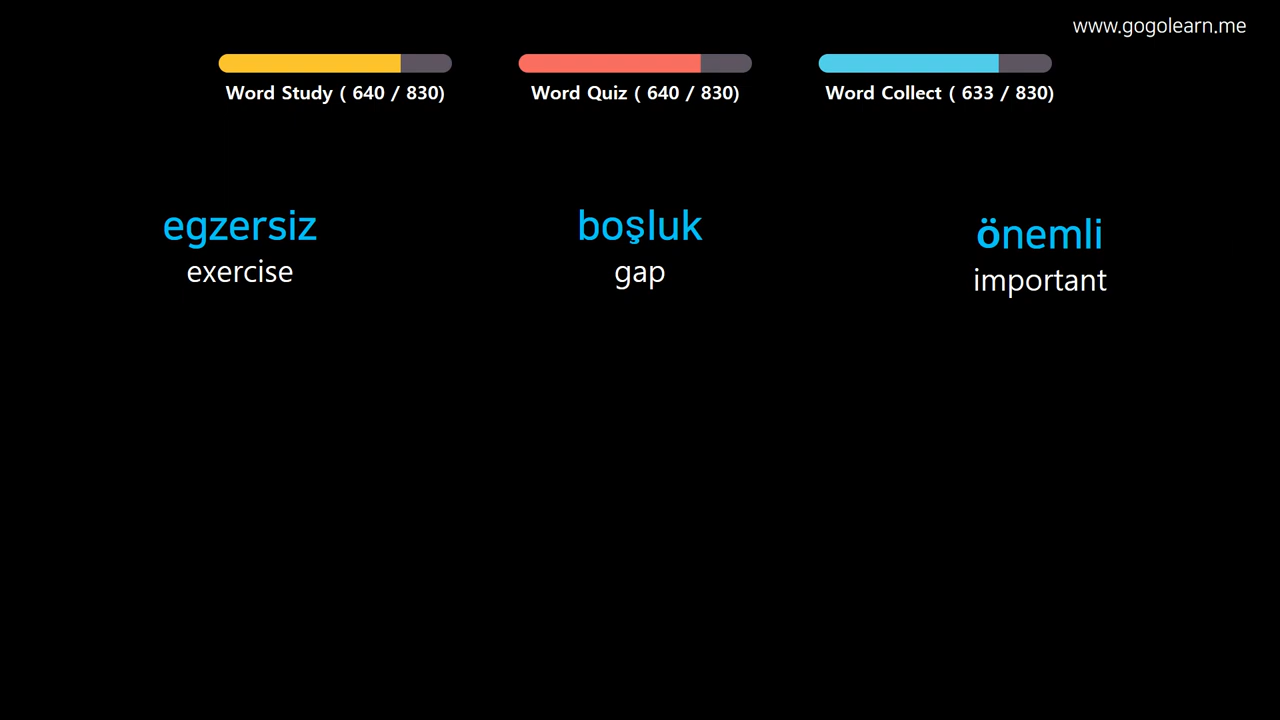 www.gogolearn.me
Word Study ( 640 / 830)
Word Quiz ( 640 / 830)
Word Collect ( 633 / 830)
egzersiz
exercise
boşluk
gap
önemli
important